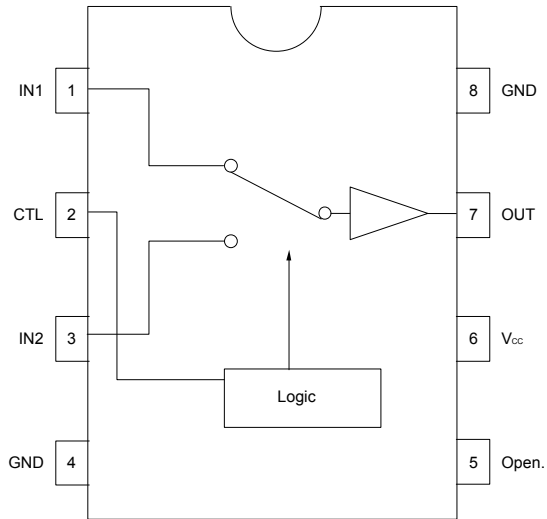 IN1 1
8 GND
CTL 2
7 OUT
IN2 3
6 Vcc
Logic
GND 4
5 Open.